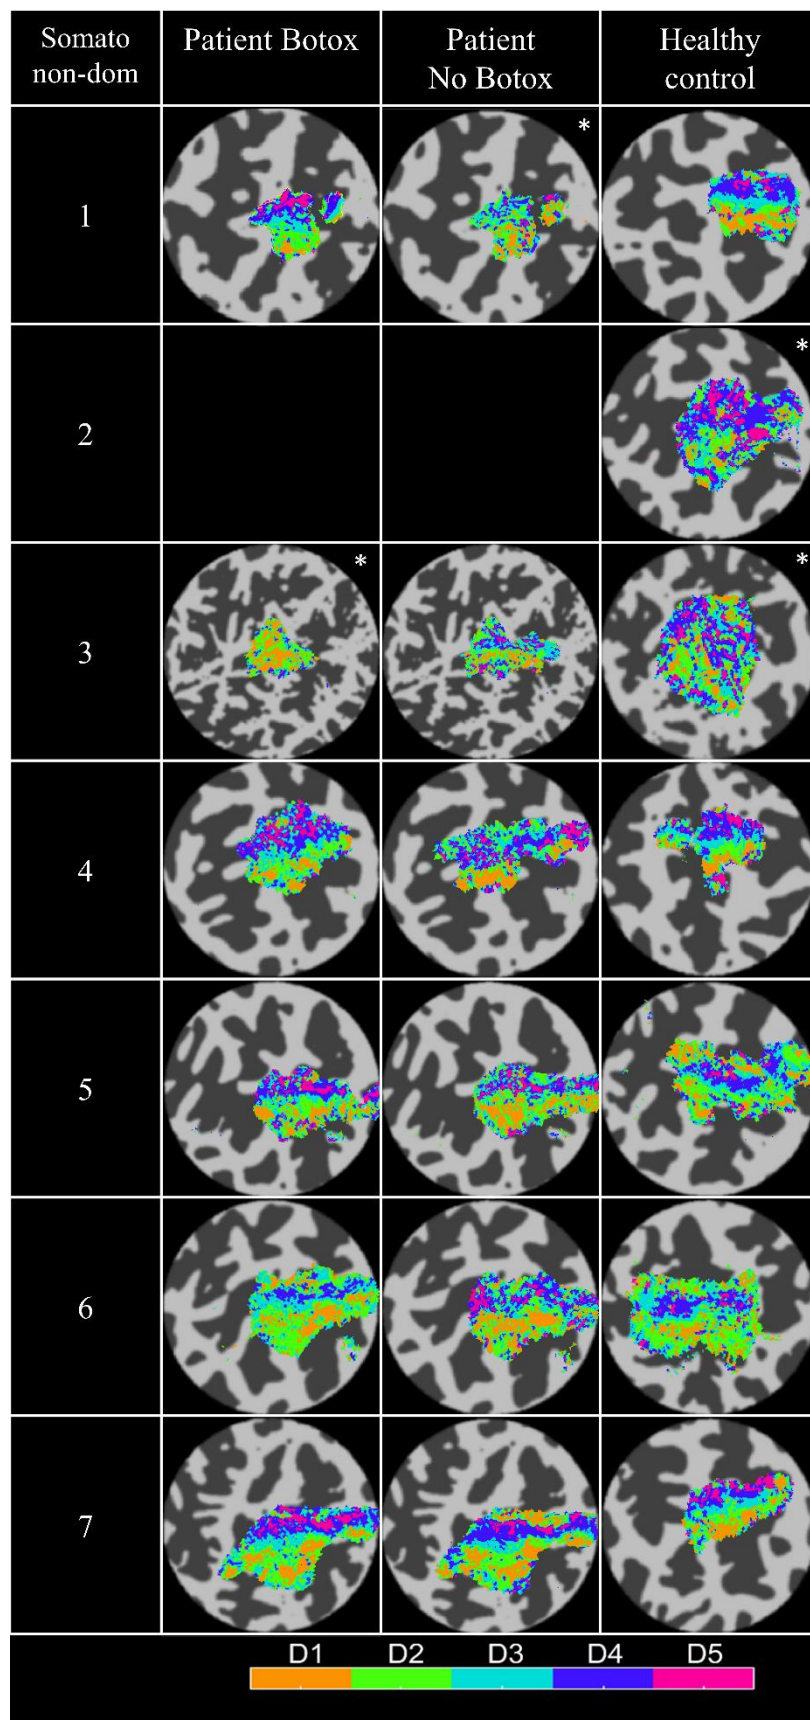 Somato
non-dom
Patient Botox
Patient
No Botox
Healthy
control
1
*
2
*
3
*
*
4
5
6
7
D1 D2 D3 D4 D5